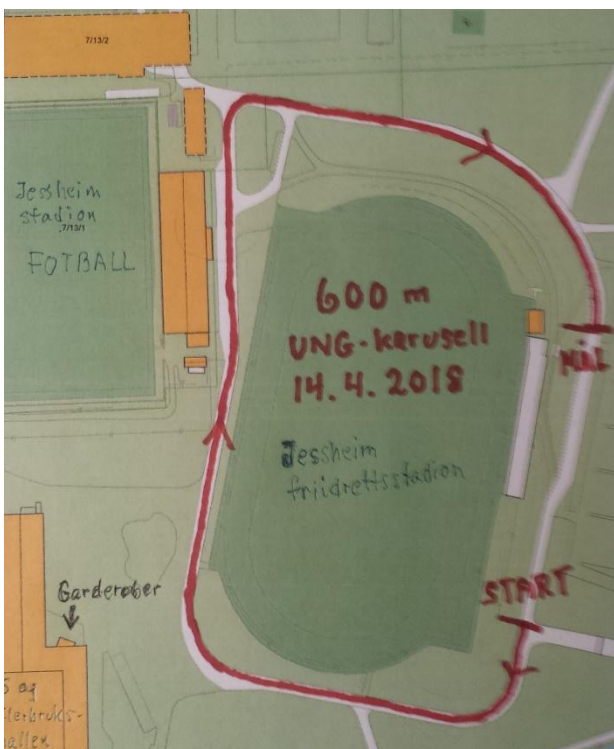 7/13/2
Jessheim
stadion
7/13/1
FOTBALL
600 m
UNG-karusell
14.4.2018
MÅL
Jessheim
friidrettsstadion
START
Garderober
og